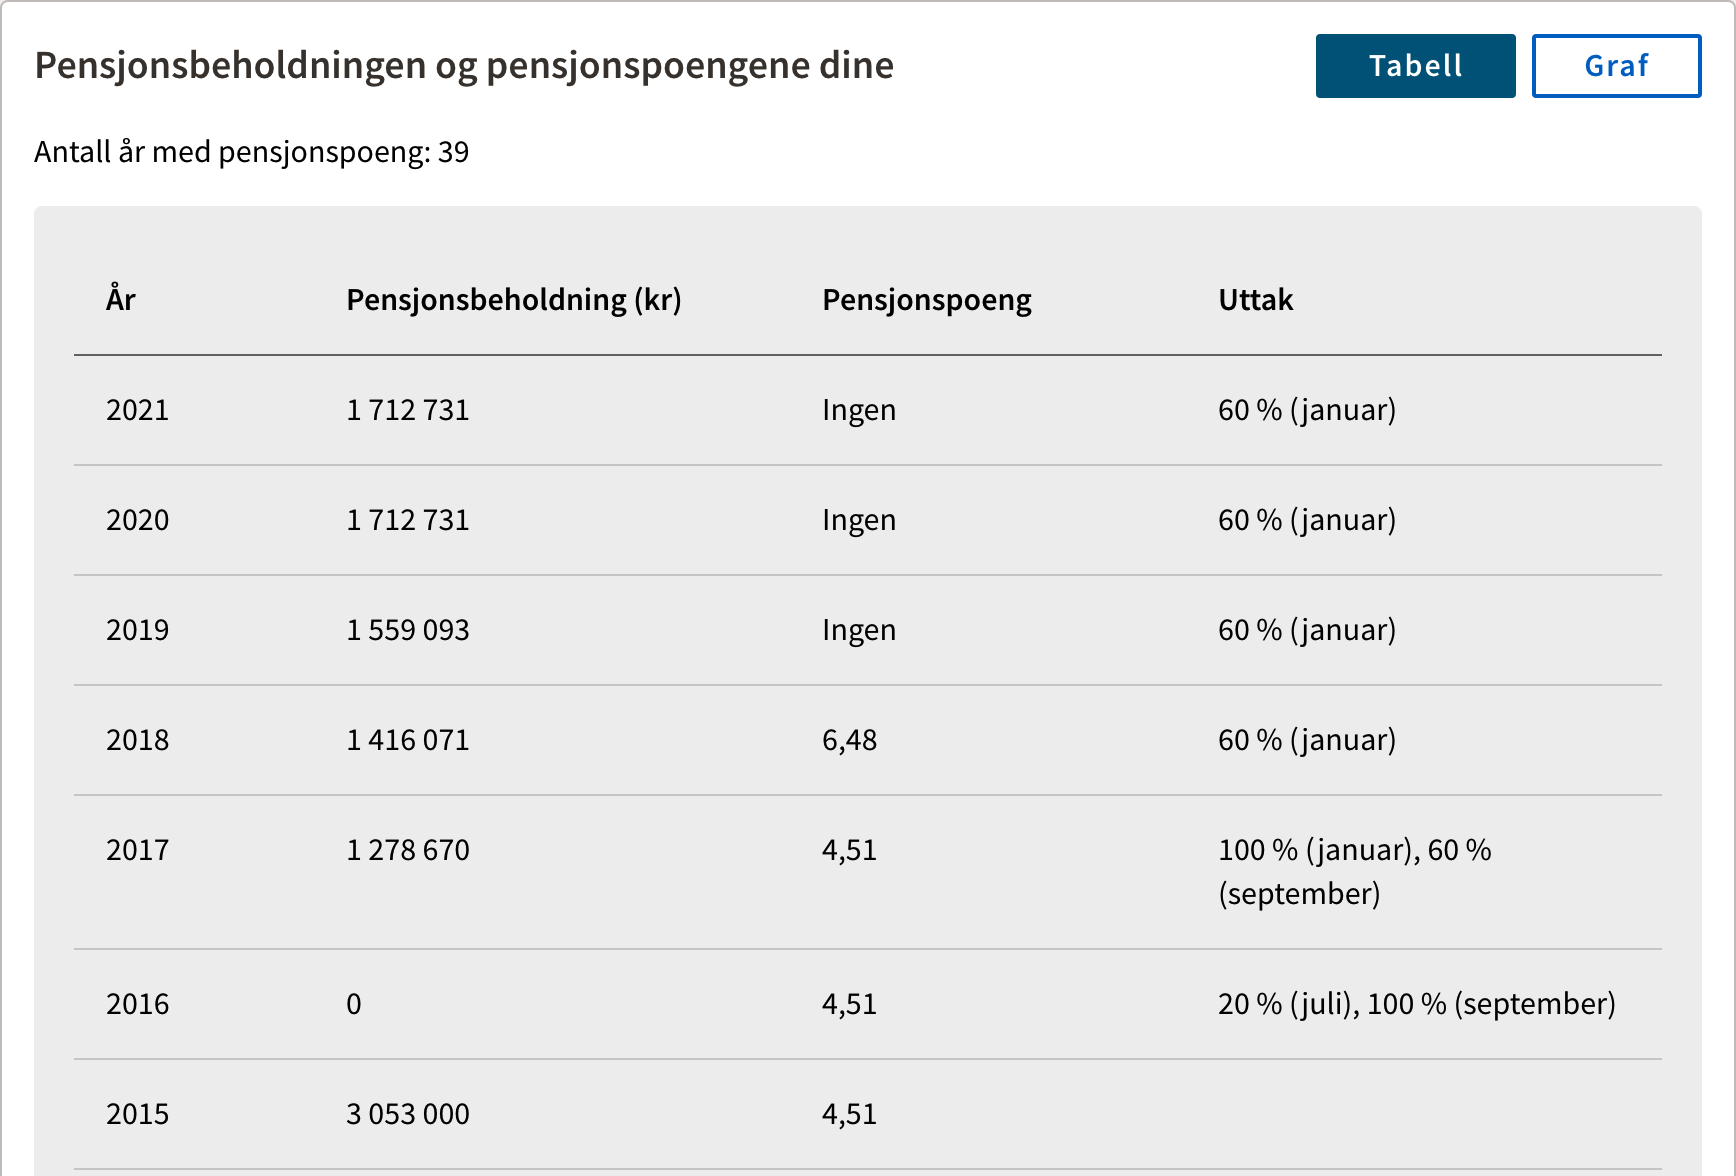 Pensjonsbeholdningen og pensjonspoengene dine
Tabell
Graf
Antall år med pensjonspoeng: 39
År Pensjonsbeholdning (kr) Pensjonspoeng Uttak
2021 1 712 731 Ingen 60 % (januar)
2020 1 712 731 Ingen 60 % (januar)
2019 1 559 093 Ingen 60 % (januar)
2018 1 416 071 6,48 60 % (januar)
2017 1 278 670 4,51 100 % (januar), 60 %
(september)
2016 0 4,51 20 % (juli), 100 % (september)
2015 3 053 000 4,51